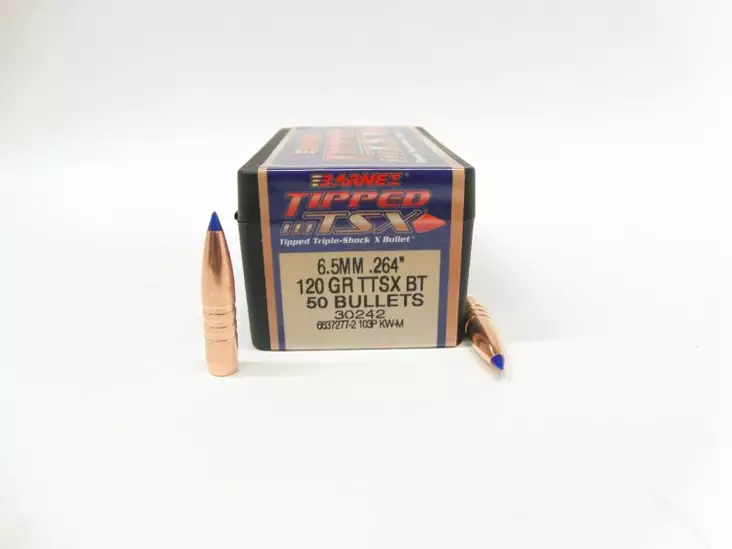 BARNES®
TIPPED
TSX
Tipped Triple-Shock X Bullet™
6.5MM .264"
120 GR TTSX BT
50 BULLETS
30242
6637277-2 103P KW-M